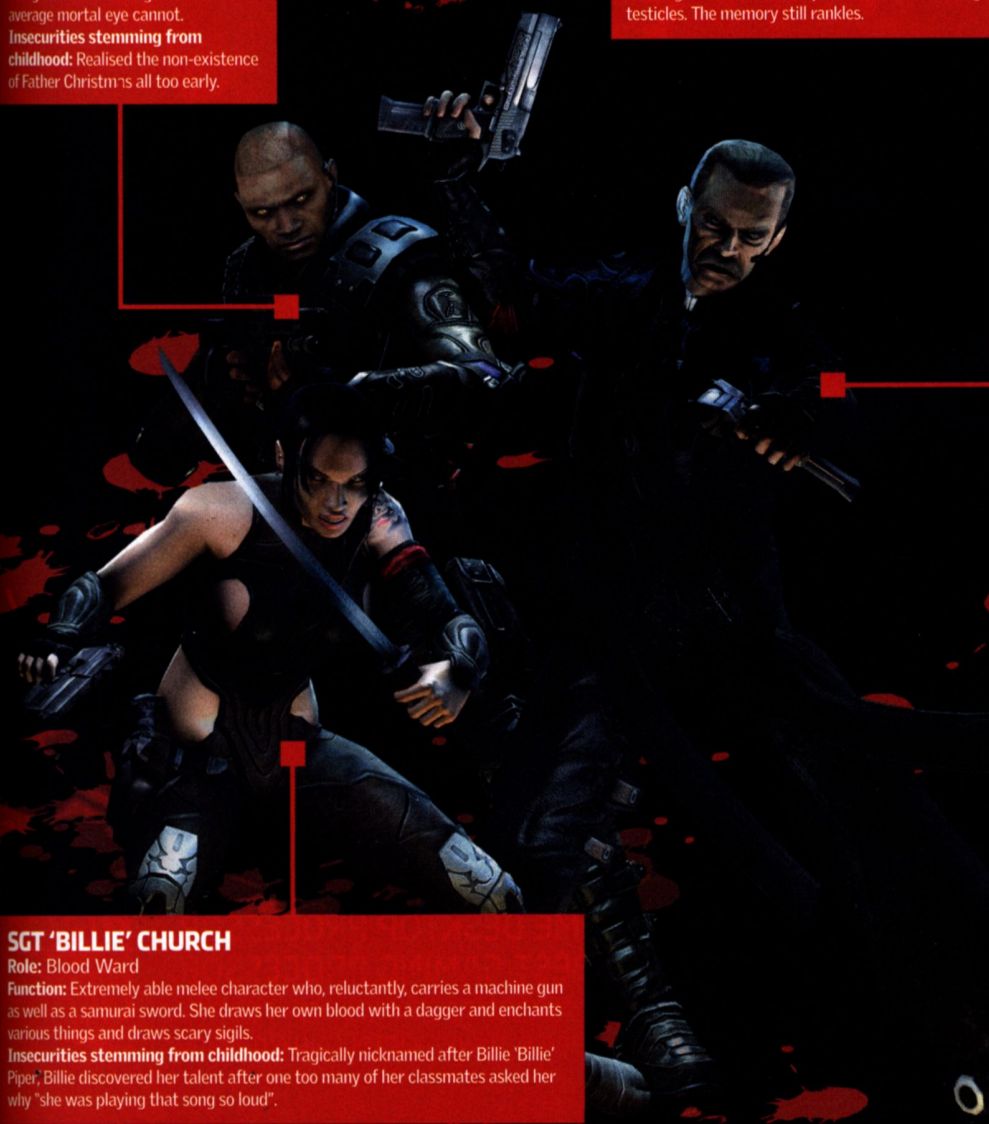 average mortal eye cannot.
Insecurities stemming from
childhood: Realised the non-existence
of Father Christmas all too early.
testicles. The memory still rankles.
SGT ‘BILLIE’ CHURCH
Role: Blood Ward
Function: Extremely able melee character who, reluctantly, carries a machine gun
as well as a samurai sword. She draws her own blood with a dagger and enchants
various things and draws scary sigils.
Insecurities stemming from childhood: Tragically nicknamed after Billie ‘Billie’
Piper, Billie discovered her talent after one too many of her classmates asked her
why “she was playing that song so loud”.